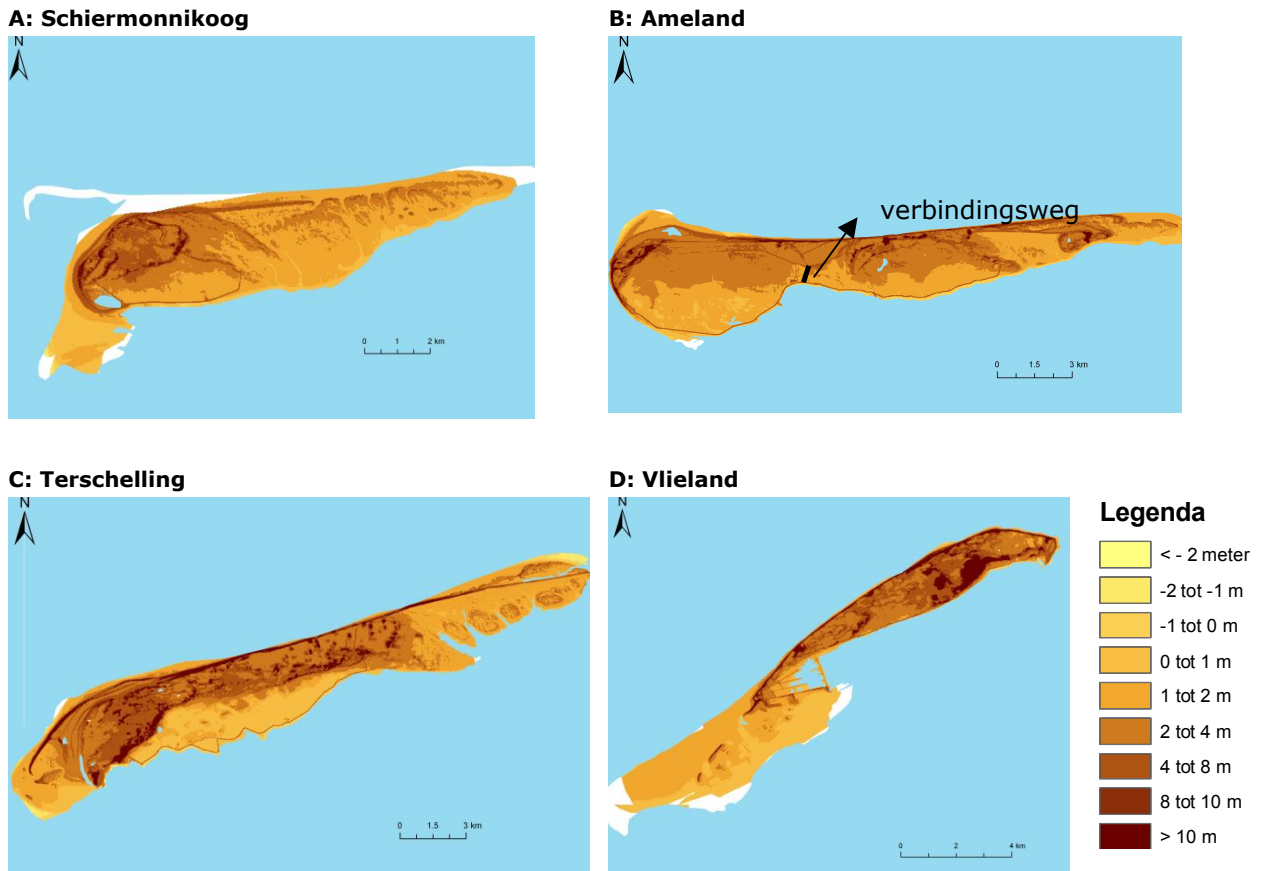 A: Schiermonnikoog
N
0 1 2 km
B: Ameland
N
verbindingsweg
0 1.5 3 km
C: Terschelling
N
0 1.5 3 km
D: Vlieland
N
0 2 4 km
Legenda
< - 2 meter
-2 tot -1 m
-1 tot 0 m
0 tot 1 m
1 tot 2 m
2 tot 4 m
4 tot 8 m
8 tot 10 m
> 10 m